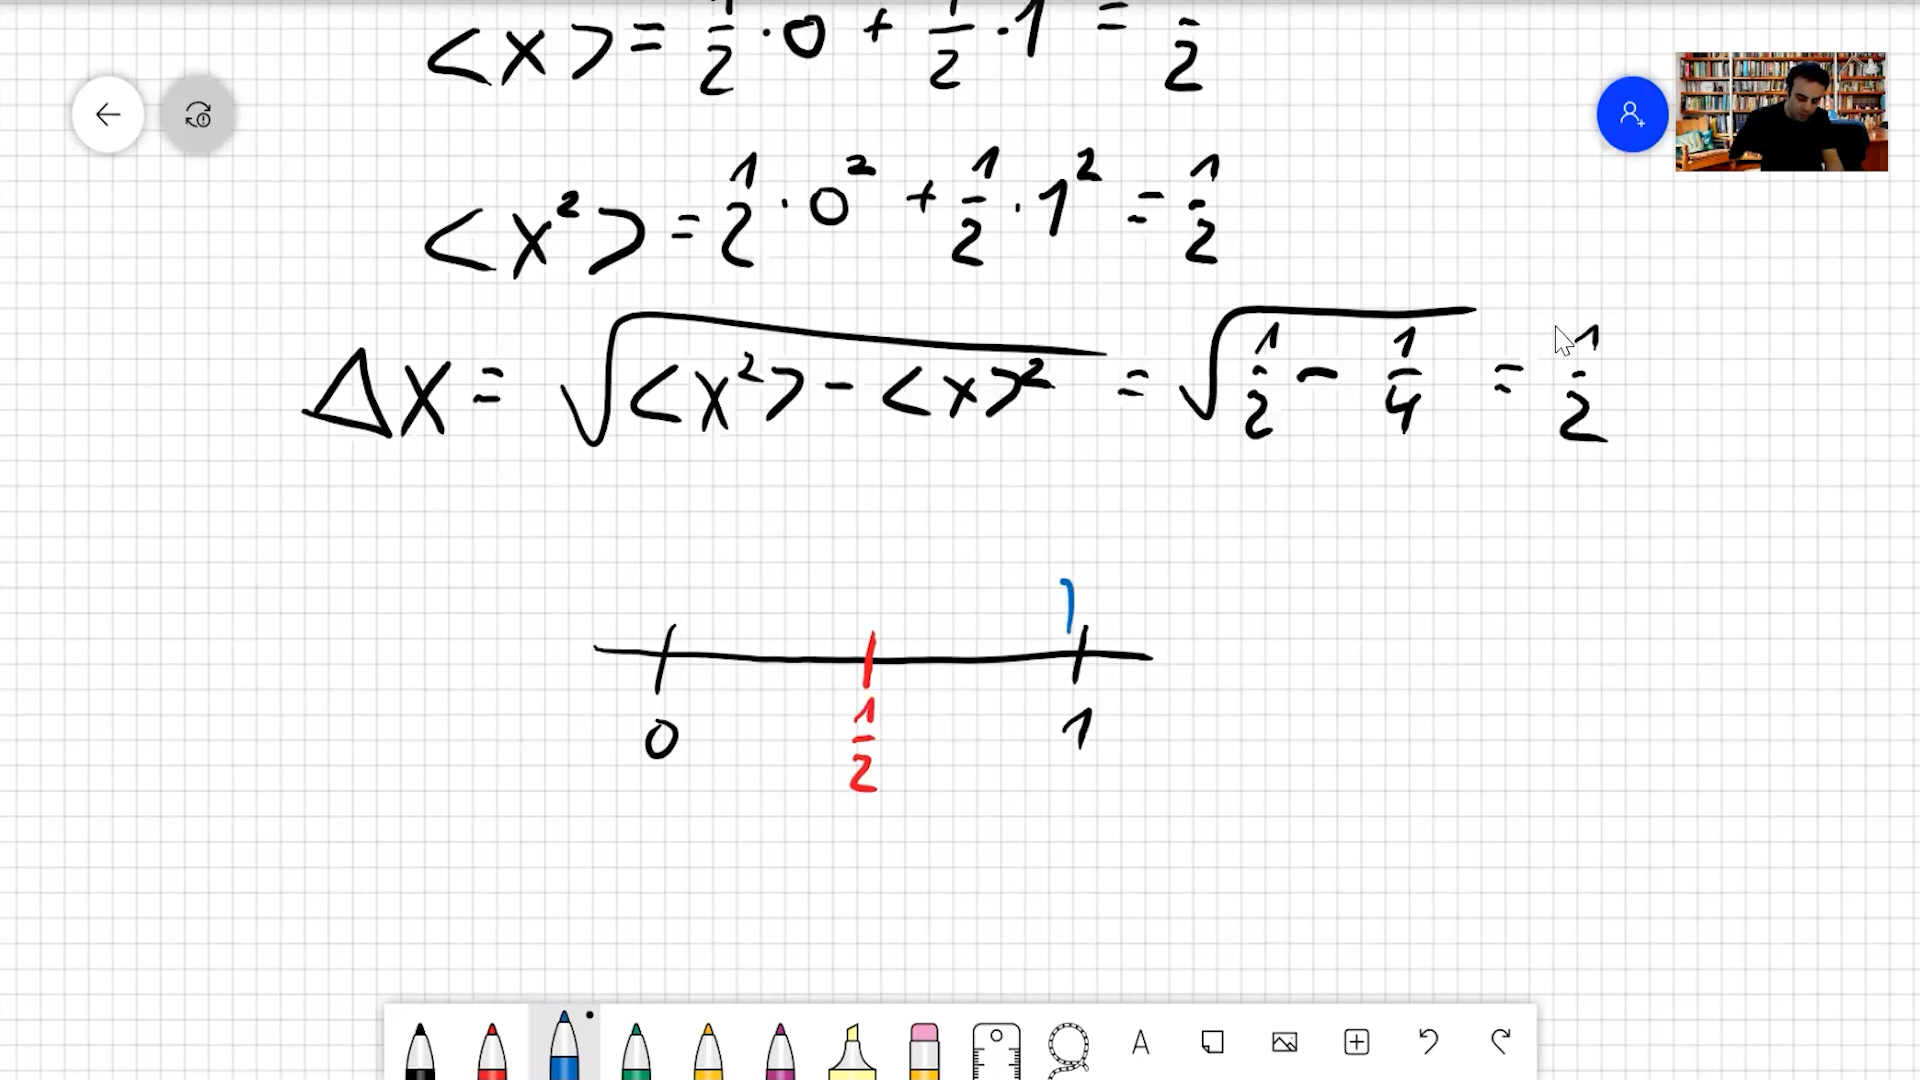 <x> = 1/2 · 0 + 1/2 · 1 = 1/2
<x²> = 1/2 · 0² + 1/2 · 1² = 1/2
Δx = √(<x²> - <x>²) = √(1/2 - 1/4) = 1/2
0 1/2 1
A